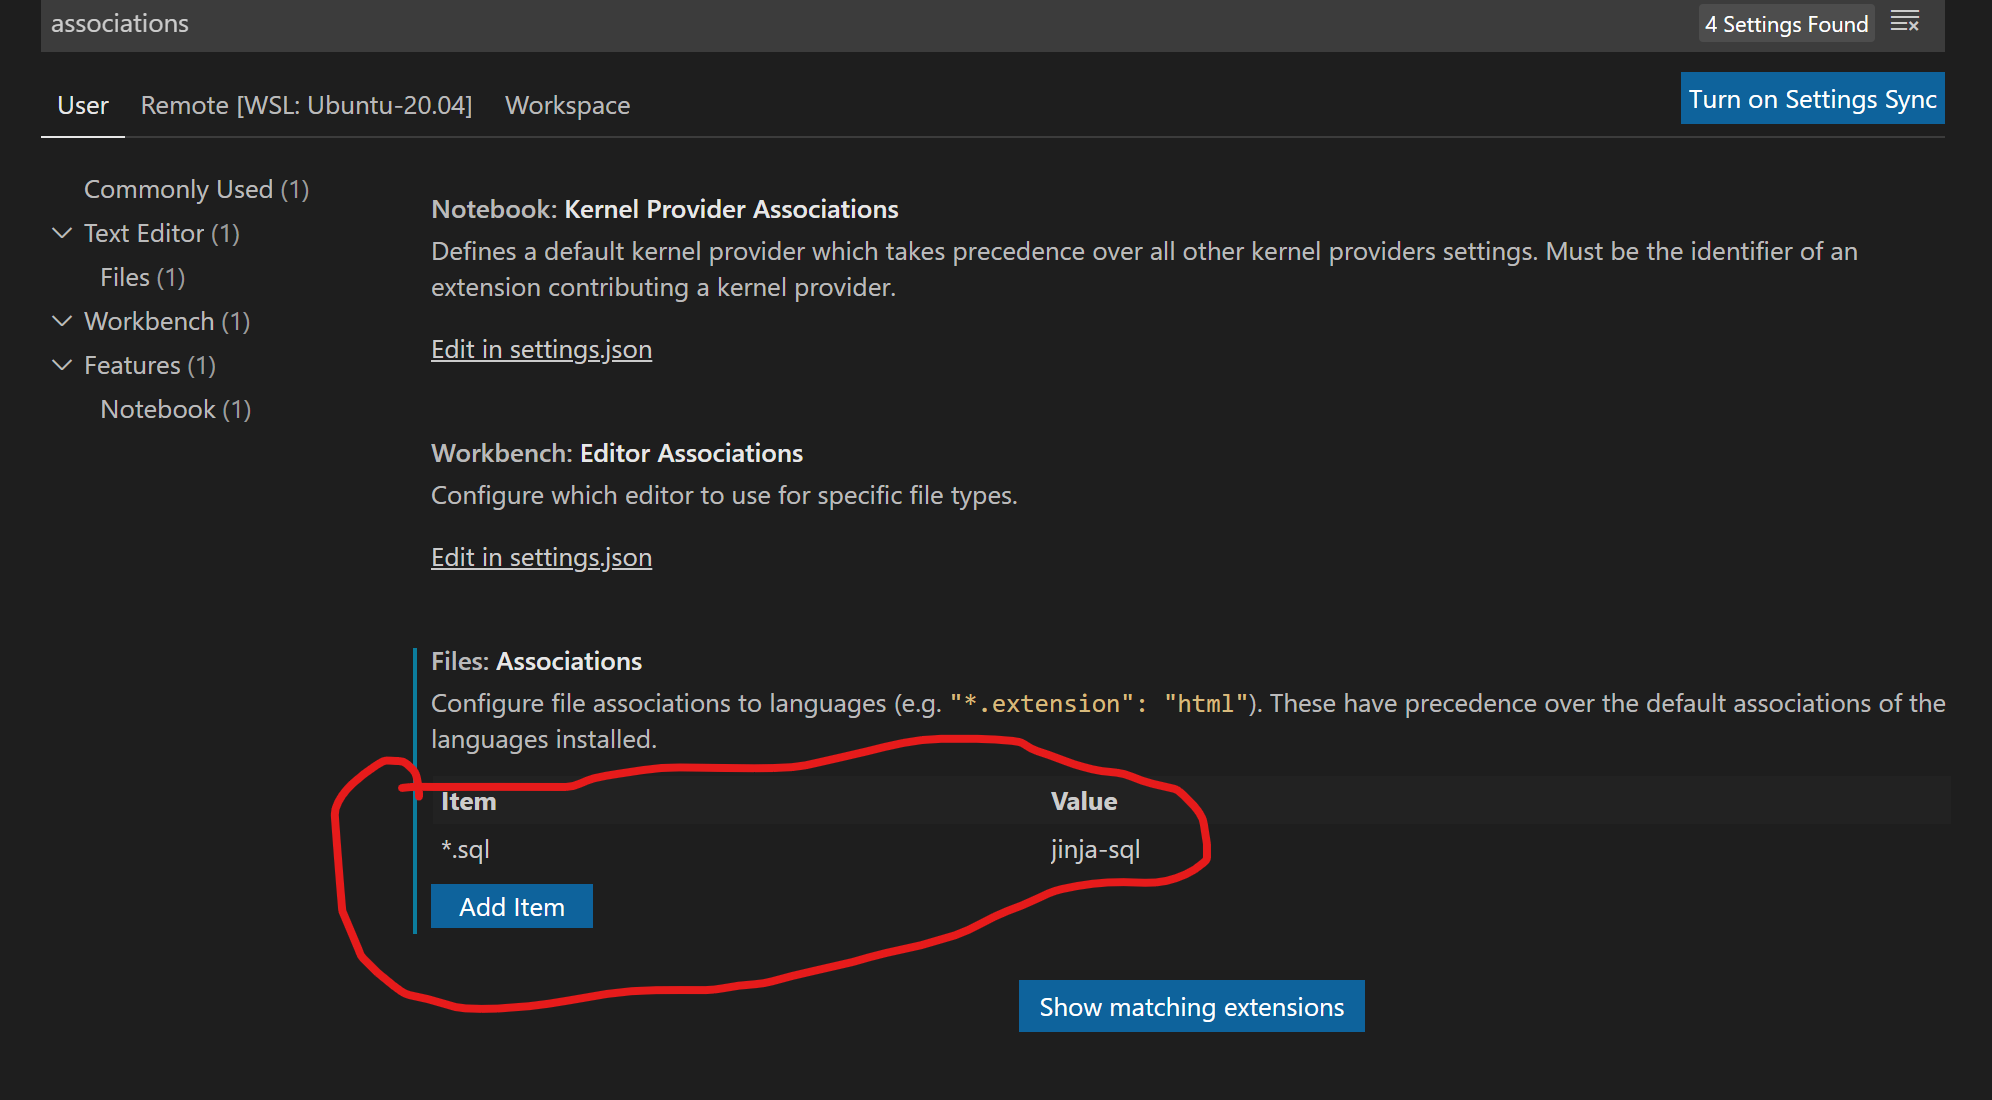 associations
4 Settings Found
User
Remote [WSL: Ubuntu-20.04]
Workspace
Turn on Settings Sync
Commonly Used (1)
Text Editor (1)
Files (1)
Workbench (1)
Features (1)
Notebook (1)
Notebook: Kernel Provider Associations
Defines a default kernel provider which takes precedence over all other kernel providers settings. Must be the identifier of an
extension contributing a kernel provider.
Edit in settings.json
Workbench: Editor Associations
Configure which editor to use for specific file types.
Edit in settings.json
Files: Associations
Configure file associations to languages (e.g. "*.extension": "html"). These have precedence over the default associations of the
languages installed.
Item Value
*.sql jinja-sql
Add Item
Show matching extensions